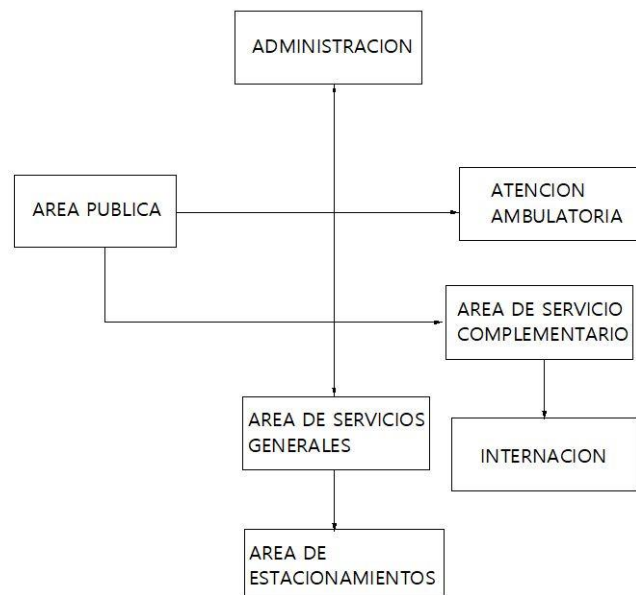 ADMINISTRACION
AREA PUBLICA
ATENCION
AMBULATORIA
AREA DE SERVICIO
COMPLEMENTARIO
AREA DE SERVICIOS
GENERALES
INTERNACION
AREA DE
ESTACIONAMIENTOS